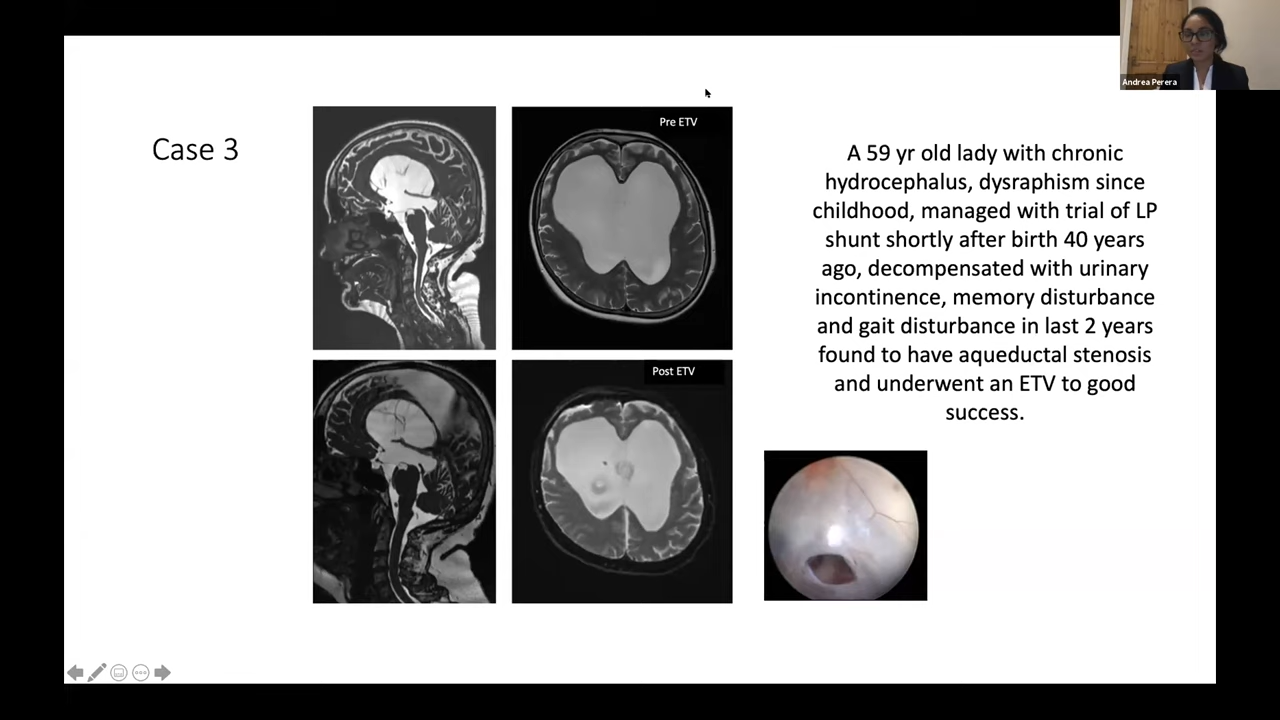 Andrea Perera
Case 3
Pre ETV
Post ETV
A 59 yr old lady with chronic
hydrocephalus, dysraphism since
childhood, managed with trial of LP
shunt shortly after birth 40 years
ago, decompensated with urinary
incontinence, memory disturbance
and gait disturbance in last 2 years
found to have aqueductal stenosis
and underwent an ETV to good
success.